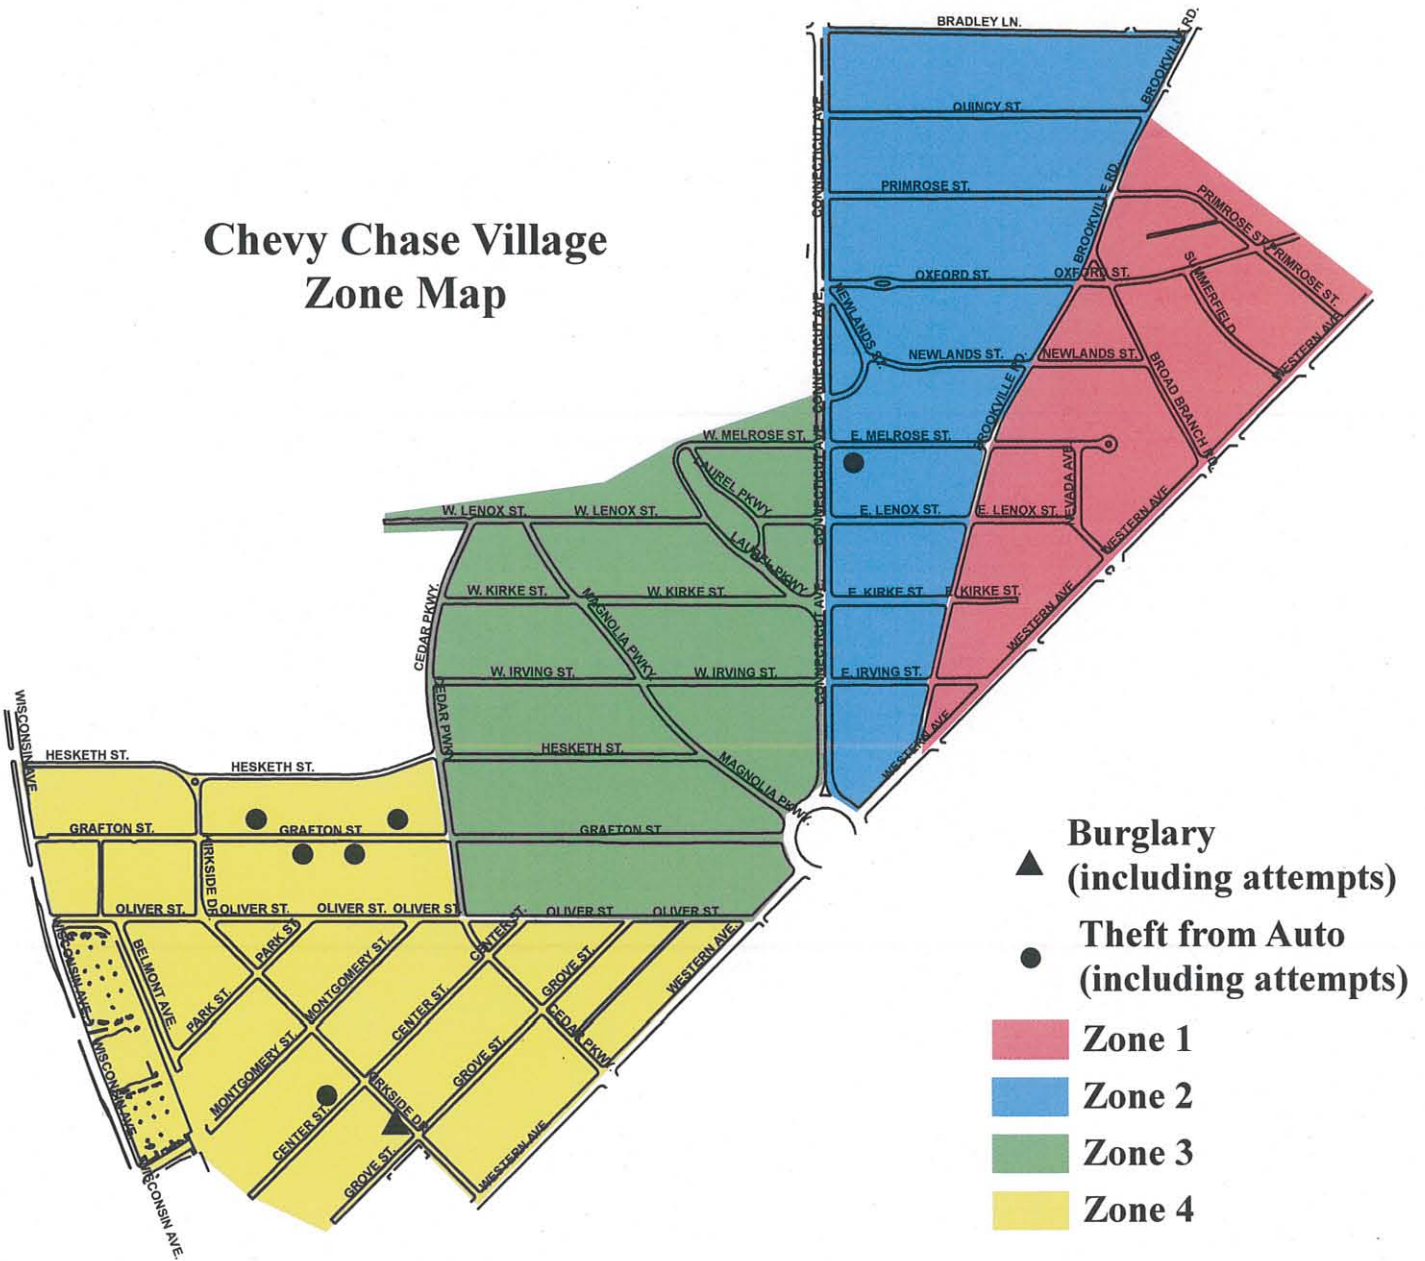 BRADLEY LN.
BROOKVILLE RD.
QUINCY ST.
CONNECTICUT AVE.
PRIMROSE ST.
BROOKVILLE RD.
PRIMROSE ST.
PRIMROSE ST.
Chevy Chase Village
Zone Map
OXFORD ST.
OXFORD ST.
SUMMERFIELD
WESTERN AVE.
NEWLANDS ST.
CONNECTICUT AVE.
NEWLANDS ST.
NEWLANDS ST.
BROOKVILLE RD.
BROAD BRANCH RD.
W. MELROSE ST.
E. MELROSE ST.
CONNECTICUT AVE.
LAUREL PKWY
NEVADA AVE.
W. LENOX ST.
W. LENOX ST.
E. LENOX ST.
E. LENOX ST.
WESTERN AVE.
LAUREL PKWY
W. KIRKE ST.
W. KIRKE ST.
E. KIRKE ST.
E. KIRKE ST.
CEDAR PKWY.
MAGNOLIA PWKY.
CONNECTICUT AVE.
WESTERN AVE
W. IRVING ST.
W. IRVING ST.
E. IRVING ST.
CEDAR PWKY
WESTERN AVE.
WISCONSIN AVE.
HESKETH ST.
HESKETH ST.
HESKETH ST.
MAGNOLIA PKWY.
GRAFTON ST.
GRAFTON ST
GRAFTON ST
KIRKSIDE DR.
OLIVER ST.
OLIVER ST.
OLIVER ST.
OLIVER ST
OLIVER ST
OLIVER ST
WISCONSIN AVE.
BELMONT AVE.
PARK ST
MONTGOMERY ST.
CENTER ST.
GROVE ST.
WESTERN AVE.
PARK ST.
CENTER ST.
CEDAR PKWY.
WISCONSIN AVE.
MONTGOMERY ST.
GROVE ST.
KIRKSIDE DR.
CENTER ST.
GROVE ST.
WESTERN AVE.
WISCONSIN AVE.
Burglary
(including attempts)
Theft from Auto
(including attempts)
Zone 1
Zone 2
Zone 3
Zone 4